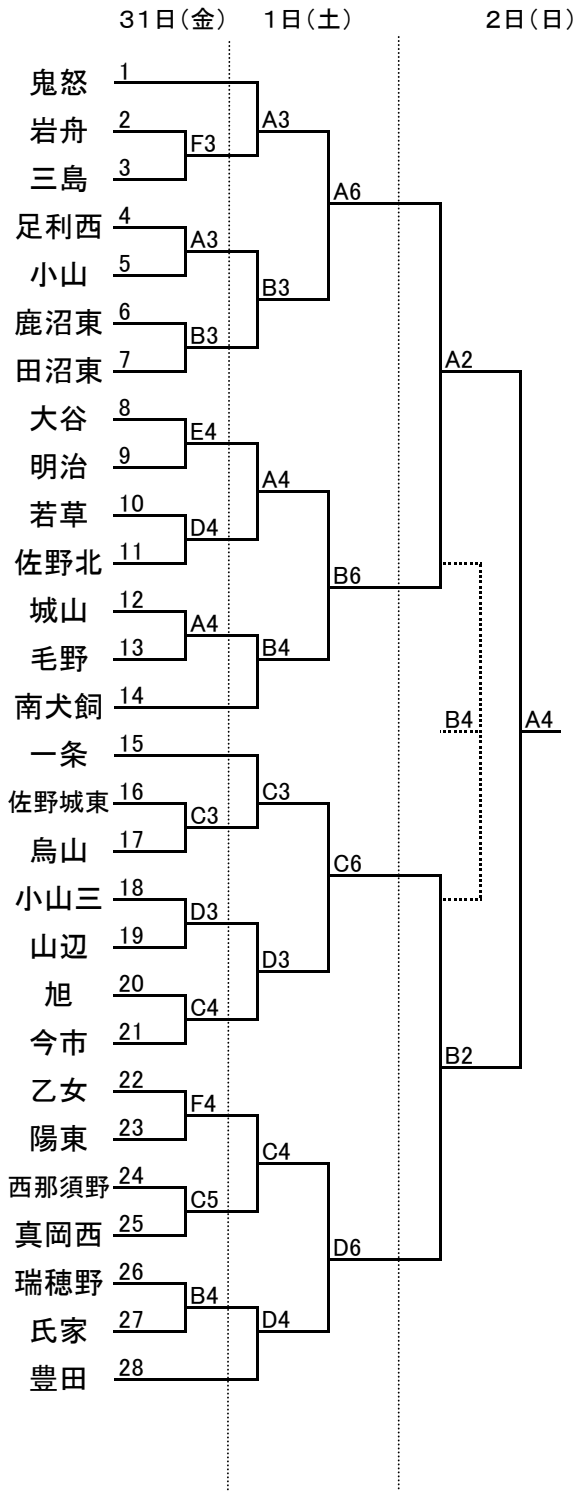 31日（金） 1日（土） 2日（日）
鬼怒 1
A3
岩舟 2
F3
三島 3
A6
足利西 4
A3
小山 5
B3
鹿沼東 6
B3
田沼東 7
A2
大谷 8
E4
明治 9
A4
若草 10
D4
佐野北 11
B6
城山 12
A4
毛野 13
B4
南犬飼 14
B4 A4
一条 15
佐野城東 16
C3
C3
烏山 17
C6
小山三 18
D3
山辺 19
D3
旭 20
C4
今市 21
B2
乙女 22
F4
陽東 23
C4
西那須野 24
C5
真岡西 25
D6
瑞穂野 26
B4
氏家 27
D4
豊田 28